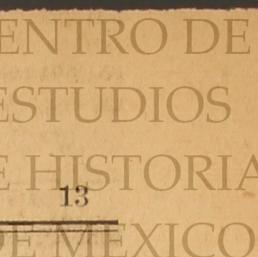 ENTRO DE
ESTUDIOS
E HISTORIA
13
DE MEXICO